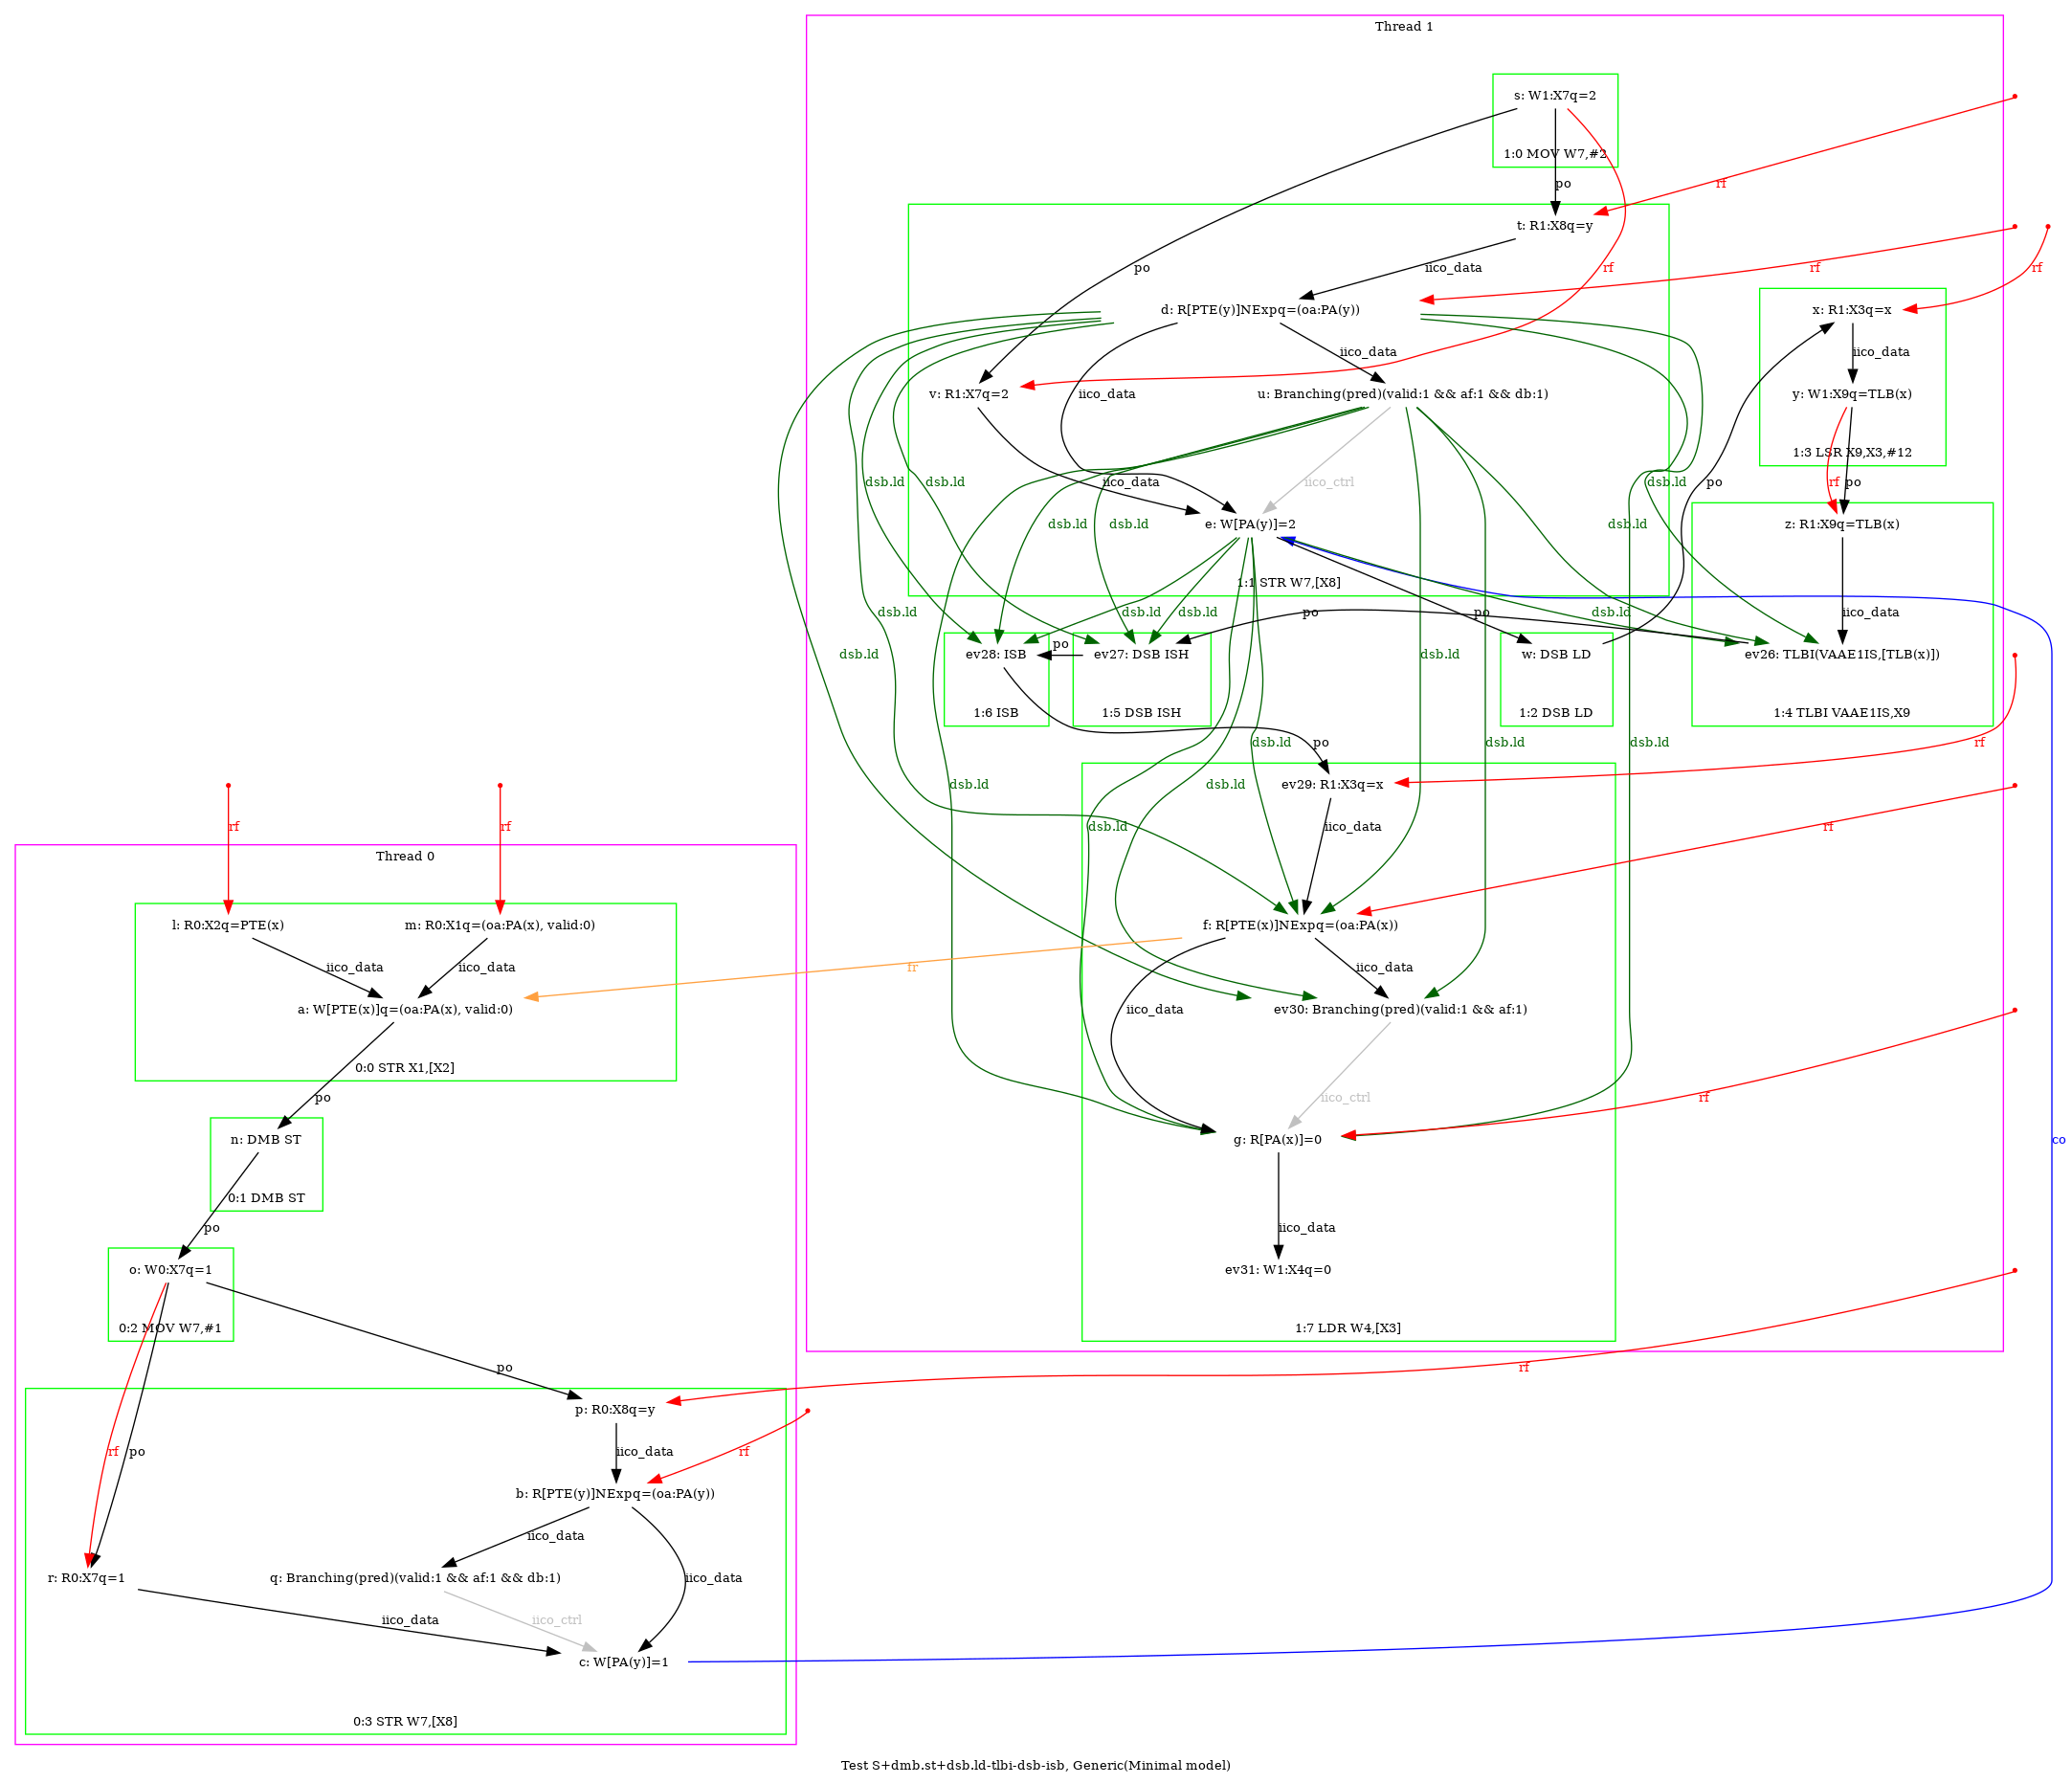 Thread 1
s: W1:X7q=2
1:0 MOV W7,#2
po
rf
t: R1:X8q=y
po
iico_data
rf
rf
rf
d: R[PTE(y)]NExpq=(oa:PA(y))
x: R1:X3q=x
iico_data
iico_data
v: R1:X7q=2
iico_data
u: Branching(pred)(valid:1 && af:1 && db:1)
y: W1:X9q=TLB(x)
1:3 LSR X9,X3,#12
dsb.ld
dsb.ld
iico_data
iico_ctrl
dsb.ld
po
rf
po
dsb.ld
dsb.ld
dsb.ld
e: W[PA(y)]=2
z: R1:X9q=TLB(x)
1:1 STR W7,[X8]
dsb.ld
dsb.ld
dsb.ld
po
po
dsb.ld
iico_data
po
dsb.ld
ev28: ISB
ev27: DSB ISH
w: DSB LD
ev26: TLBI(VAAE1IS,[TLB(x)])
1:6 ISB
1:5 DSB ISH
1:2 DSB LD
1:4 TLBI VAAE1IS,X9
po
dsb.ld
dsb.ld
dsb.ld
rf
dsb.ld
dsb.ld
ev29: R1:X3q=x
rf
rf
Thread 0
dsb.ld
iico_data
rf
l: R0:X2q=PTE(x)
m: R0:X1q=(oa:PA(x), valid:0)
f: R[PTE(x)]NExpq=(oa:PA(x))
iico_data
iico_data
fr
iico_data
a: W[PTE(x)]q=(oa:PA(x), valid:0)
iico_data
ev30: Branching(pred)(valid:1 && af:1)
0:0 STR X1,[X2]
po
iico_ctrl
rf
n: DMB ST
g: R[PA(x)]=0
co
0:1 DMB ST
po
iico_data
o: W0:X7q=1
ev31: W1:X4q=0
0:2 MOV W7,#1
1:7 LDR W4,[X3]
po
rf
p: R0:X8q=y
rf
po
iico_data
rf
b: R[PTE(y)]NExpq=(oa:PA(y))
iico_data
r: R0:X7q=1
q: Branching(pred)(valid:1 && af:1 && db:1)
iico_data
iico_data
iico_ctrl
c: W[PA(y)]=1
0:3 STR W7,[X8]
Test S+dmb.st+dsb.ld-tlbi-dsb-isb, Generic(Minimal model)